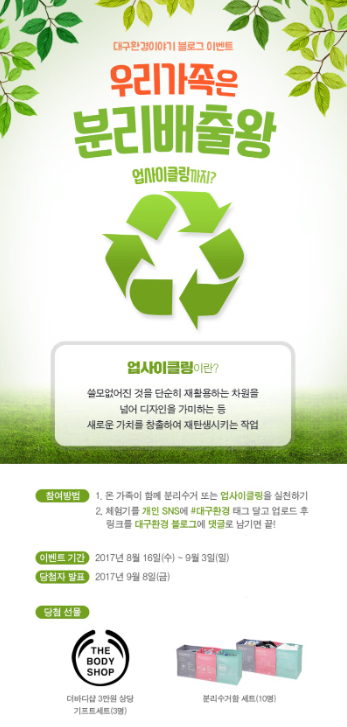 대구환경이야기 블로그 이벤트
우리가족은
분리배출왕
업사이클링까지?
업사이클링이란?
쓸모없어진 것을 단순히 재활용하는 차원을
넘어 디자인을 가미하는 등
새로운 가치를 창출하여 재탄생시키는 작업
참여방법 1. 온 가족이 함께 분리수거 또는 업사이클링을 실천하기
2. 체험기를 개인 SNS에 #대구환경 태그 달고 업로드 후
링크를 대구환경 블로그에 댓글로 남기면 끝!
이벤트 기간 2017년 8월 16일(수) - 9월 3일(일)
당첨자 발표 2017년 9월 8일(금)
당첨 선물
THE
BODY
SHOP
더바디샵 3만원 상당
기프트세트(3명)
분리수거함 세트(10명)